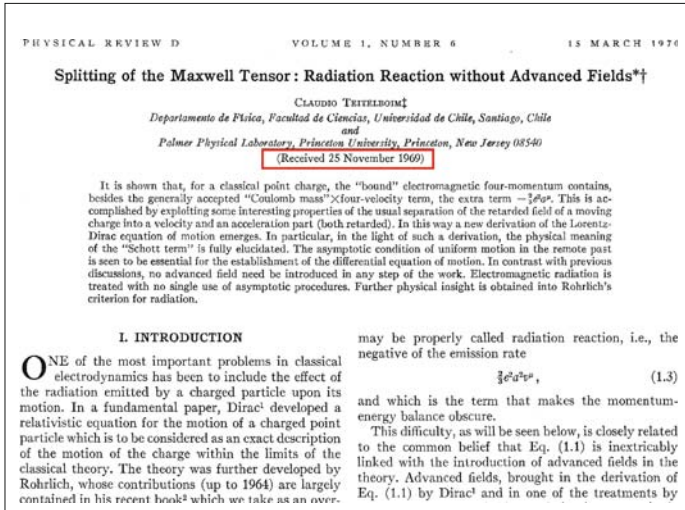 PHYSICAL REVIEW D VOLUME 1, NUMBER 6 15 MARCH 1970
Splitting of the Maxwell Tensor: Radiation Reaction without Advanced Fields*†
CLAUDIO TEITELBOIM‡
Departamento de Física, Facultad de Ciencias, Universidad de Chile, Santiago, Chile
and
Palmer Physical Laboratory, Princeton University, Princeton, New Jersey 08540
(Received 25 November 1969)
It is shown that, for a classical point charge, the "bound" electromagnetic four-momentum contains,
besides the generally accepted "Coulomb mass"×four-velocity term, the extra term −⅔e²aᵘ. This is ac-
complished by exploiting some interesting properties of the usual separation of the retarded field of a moving
charge into a velocity and an acceleration part (both retarded). In this way a new derivation of the Lorentz-
Dirac equation of motion emerges. In particular, in the light of such a derivation, the physical meaning
of the "Schott term" is fully elucidated. The asymptotic condition of uniform motion in the remote past
is seen to be essential for the establishment of the differential equation of motion. In contrast with previous
discussions, no advanced field need be introduced in any step of the work. Electromagnetic radiation is
treated with no single use of asymptotic procedures. Further physical insight is obtained into Rohrlich's
criterion for radiation.
I. INTRODUCTION
ONE of the most important problems in classical
electrodynamics has been to include the effect of
the radiation emitted by a charged particle upon its
motion. In a fundamental paper, Dirac¹ developed a
relativistic equation for the motion of a charged point
particle which is to be considered as an exact description
of the motion of the charge within the limits of the
classical theory. The theory was further developed by
Rohrlich, whose contributions (up to 1964) are largely
contained in his recent book² which we take as an over-
may be properly called radiation reaction, i.e., the
negative of the emission rate
⅔e²a²vᵘ, (1.3)
and which is the term that makes the momentum-
energy balance obscure.
This difficulty, as will be seen below, is closely related
to the common belief that Eq. (1.1) is inextricably
linked with the introduction of advanced fields in the
theory. Advanced fields, brought in the derivation of
Eq. (1.1) by Dirac¹ and in one of the treatments by